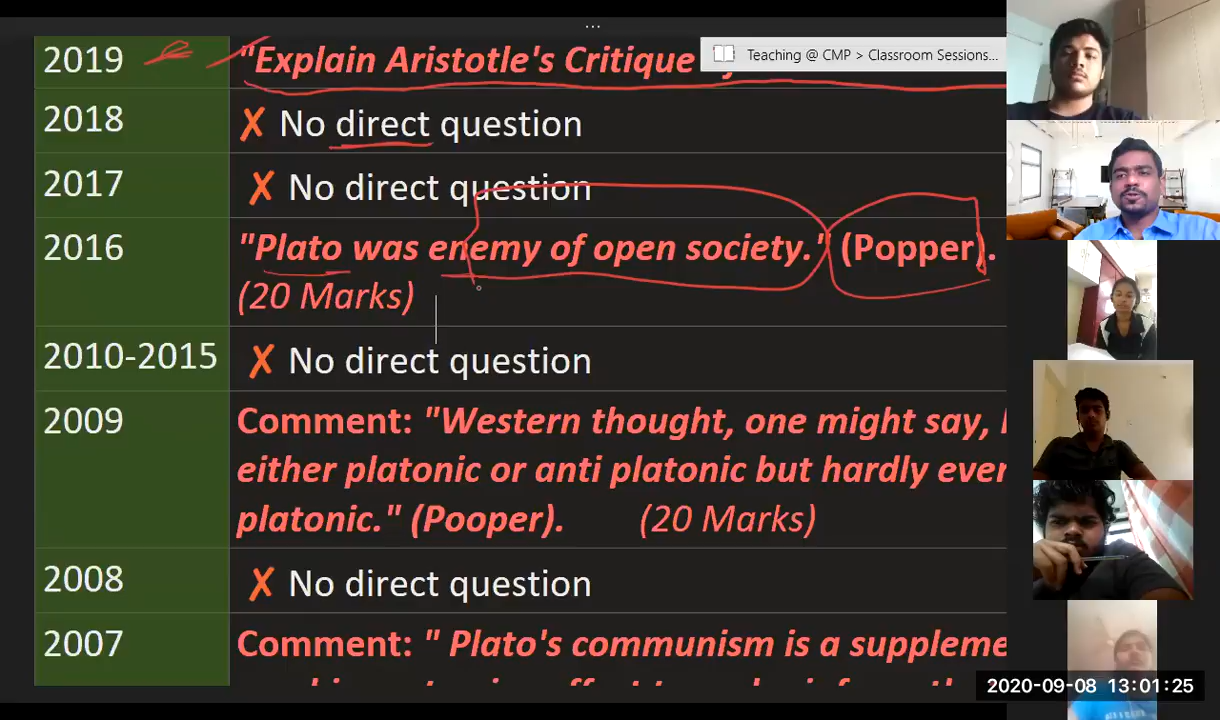 ...
2019 "Explain Aristotle's Critique
Teaching @ CMP > Classroom Sessions...
2018 ✗ No direct question
2017 ✗ No direct question
2016 "Plato was enemy of open society." (Popper).
(20 Marks)
2010-2015 ✗ No direct question
2009 Comment: "Western thought, one might say,
either platonic or anti platonic but hardly ever
platonic." (Pooper). (20 Marks)
2008 ✗ No direct question
2007 Comment: " Plato's communism is a suppleme
2020-09-08 13:01:25